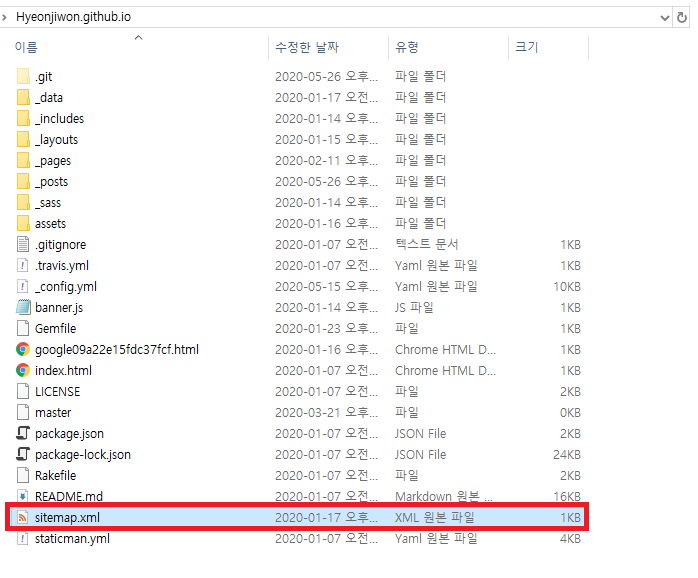 Hyeonjiwon.github.io
이름 수정한 날짜 유형 크기
.git 2020-05-26 오후... 파일 폴더
_data 2020-01-17 오전... 파일 폴더
_includes 2020-01-14 오후... 파일 폴더
_layouts 2020-01-15 오후... 파일 폴더
_pages 2020-02-11 오후... 파일 폴더
_posts 2020-05-26 오후... 파일 폴더
_sass 2020-01-14 오후... 파일 폴더
assets 2020-01-16 오후... 파일 폴더
.gitignore 2020-01-07 오전... 텍스트 문서 1KB
.travis.yml 2020-01-07 오전... Yaml 원본 파일 1KB
_config.yml 2020-05-15 오후... Yaml 원본 파일 10KB
banner.js 2020-01-14 오후... JS 파일 1KB
Gemfile 2020-01-23 오후... 파일 1KB
google09a22e15fdc37fcf.html 2020-01-16 오후... Chrome HTML D... 1KB
index.html 2020-01-07 오전... Chrome HTML D... 1KB
LICENSE 2020-01-07 오전... 파일 2KB
master 2020-03-21 오후... 파일 0KB
package.json 2020-01-07 오전... JSON File 2KB
package-lock.json 2020-01-07 오전... JSON File 24KB
Rakefile 2020-01-07 오전... 파일 2KB
README.md 2020-01-07 오전... Markdown 원본 ... 16KB
sitemap.xml 2020-01-17 오후... XML 원본 파일 1KB
staticman.yml 2020-01-07 오전... Yaml 원본 파일 4KB